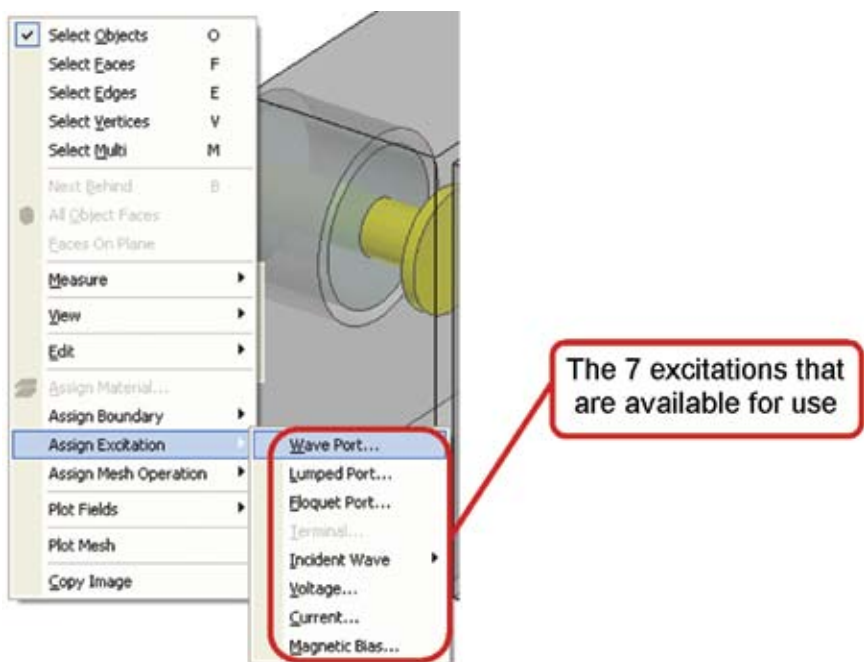 Select Objects O
Select Faces F
Select Edges E
Select Vertices V
Select Multi M
Next Behind B
All Object Faces
Faces On Plane
Measure
View
Edit
Assign Material...
Assign Boundary
Assign Excitation
Assign Mesh Operation
Plot Fields
Plot Mesh
Copy Image
Wave Port...
Lumped Port...
Floquet Port...
Terminal...
Incident Wave
Voltage...
Current...
Magnetic Bias...
The 7 excitations that
are available for use